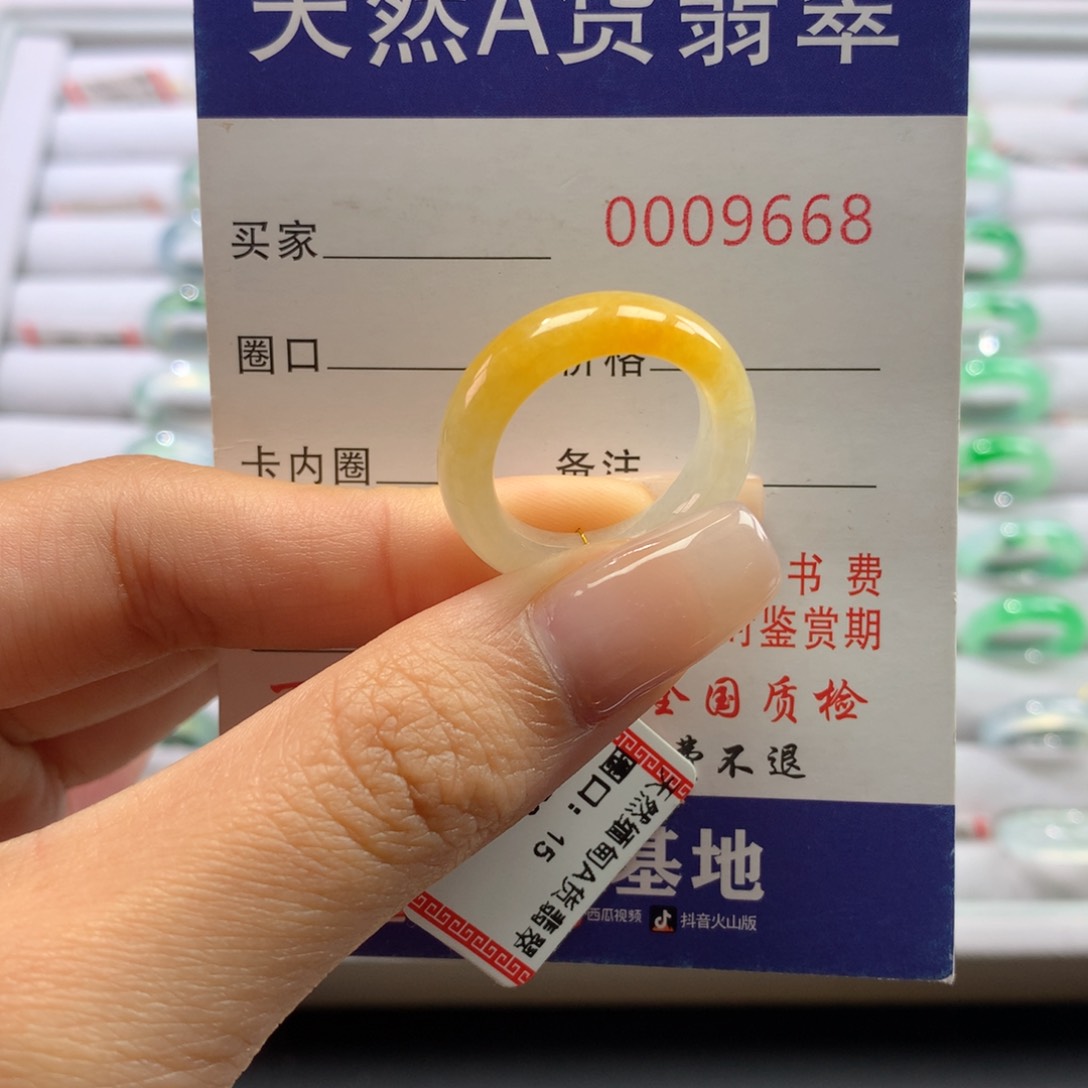 天然A货翡翠
0009668
买家
圈口 价格
卡内圈 备注
书费
鉴赏期
全国质检
不退
基地
西瓜视频 抖音火山版
天然缅甸A货翡翠
圈口：15